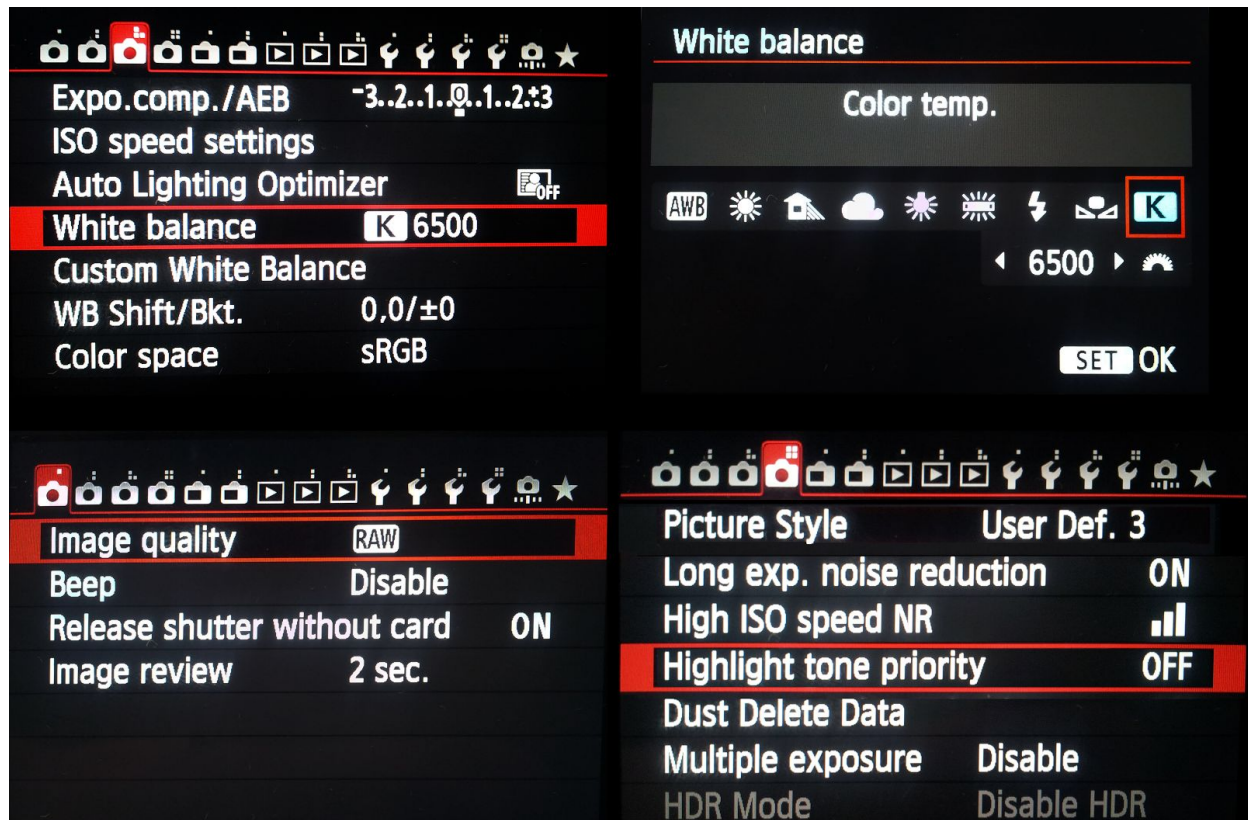 Expo.comp./AEB -3..2..1..0..1..2.+3
ISO speed settings
Auto Lighting Optimizer OFF
White balance K 6500
Custom White Balance
WB Shift/Bkt. 0,0/±0
Color space sRGB
White balance
Color temp.
AWB K
6500
SET OK
Image quality RAW
Beep Disable
Release shutter without card ON
Image review 2 sec.
Picture Style User Def. 3
Long exp. noise reduction ON
High ISO speed NR
Highlight tone priority OFF
Dust Delete Data
Multiple exposure Disable
HDR Mode Disable HDR